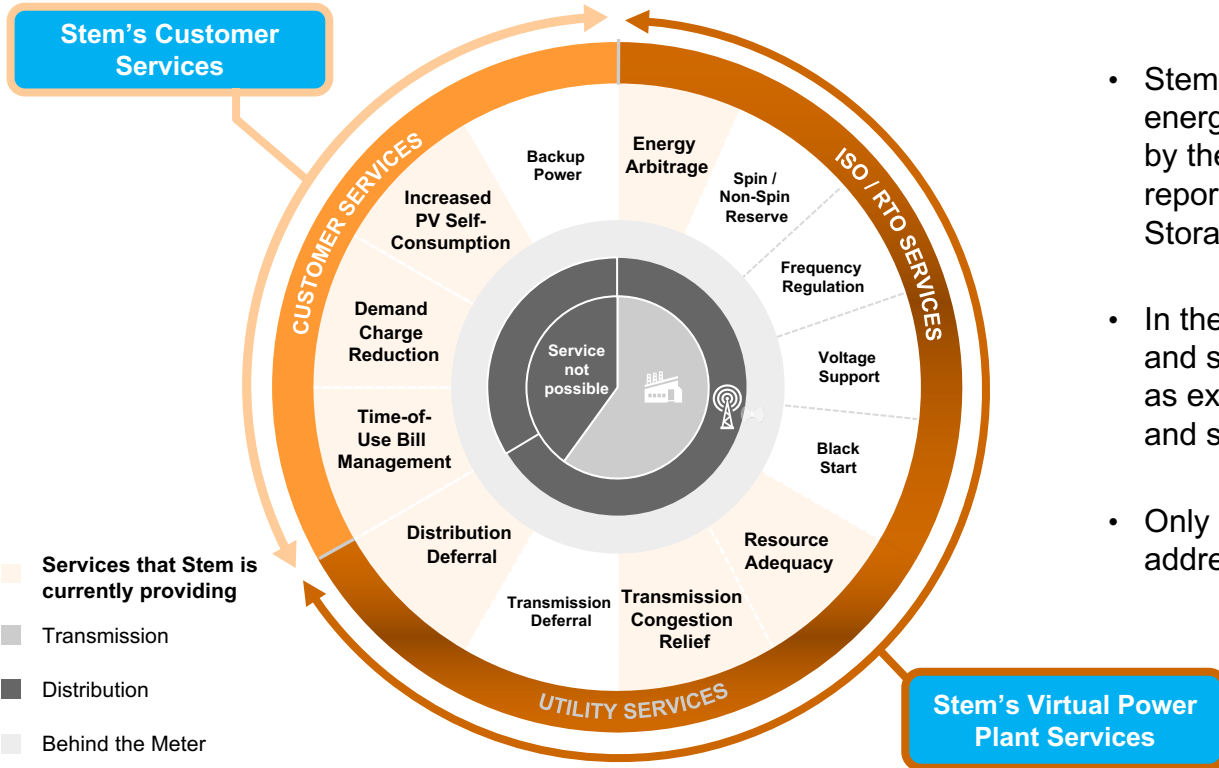 Stem's Customer
Services
CUSTOMER SERVICES
ISO / RTO SERVICES
UTILITY SERVICES
Backup
Power
Energy
Arbitrage
Spin /
Non-Spin
Reserve
Frequency
Regulation
Voltage
Support
Black
Start
Resource
Adequacy
Transmission
Congestion
Relief
Transmission
Deferral
Distribution
Deferral
Time-of-
Use Bill
Management
Demand
Charge
Reduction
Increased
PV Self-
Consumption
Service
not
possible
Services that Stem is
currently providing
Transmission
Distribution
Behind the Meter
Stem's Virtual Power
Plant Services
• Stem
energ
by the
repor
Stora
• In the
and s
as ex
and s
• Only
addre